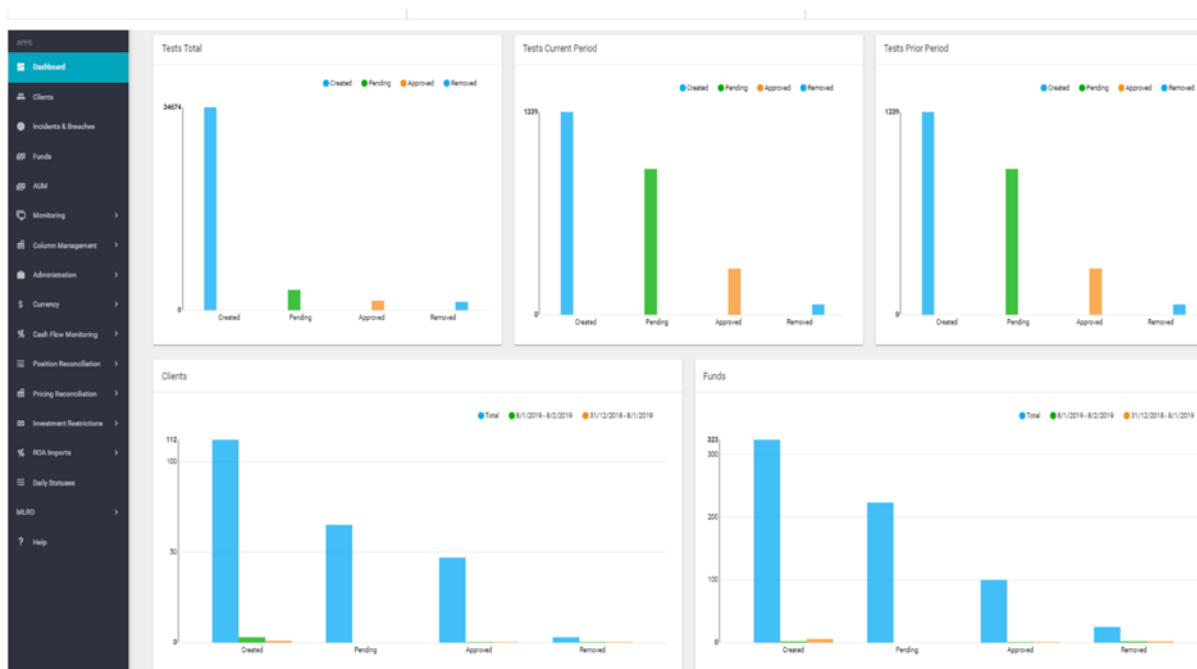 APPS
Dashboard
Clients
Incidents & Breaches
Funds
AUM
Monitoring
Column Management
Administration
$ Currency
Cash Flow Monitoring
Position Reconciliation
Pricing Reconciliation
Investment Restrictions
ROA Imports
Daily Statuses
MLRO
? Help
Tests Total
Created Pending Approved Removed
34674
0
Created Pending Approved Removed
Tests Current Period
Created Pending Approved Removed
1339
0
Created Pending Approved Removed
Tests Prior Period
Created Pending Approved Removed
1339
0
Created Pending Approved Removed
Clients
Total 8/1/2019 - 8/2/2019 31/12/2018 - 8/1/2019
112
100
50
0
Created Pending Approved Removed
Funds
Total 8/1/2019 - 8/2/2019 31/12/2018 - 8/1/2019
323
300
200
100
0
Created Pending Approved Removed